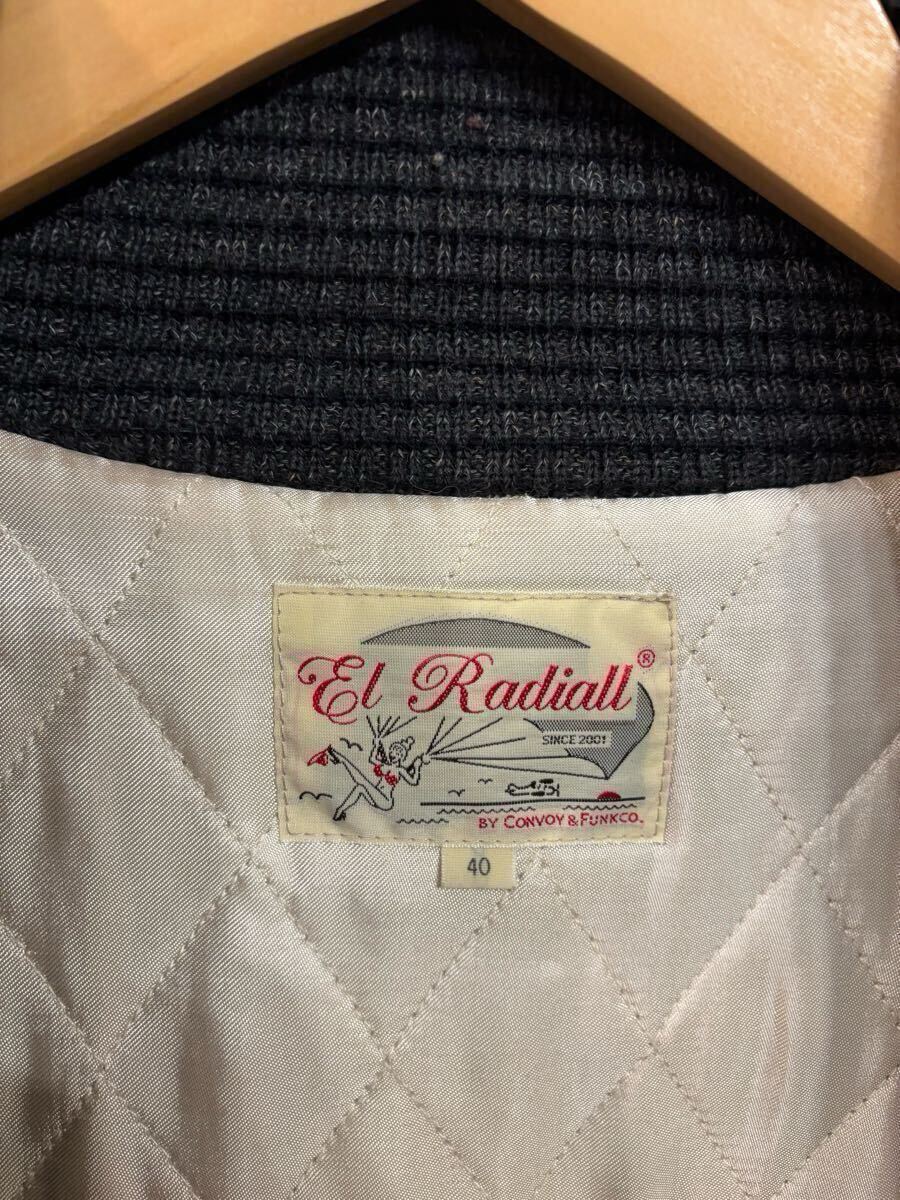 El Radiall®
SINCE 2001
BY CONVOY & FUNKCO.
40